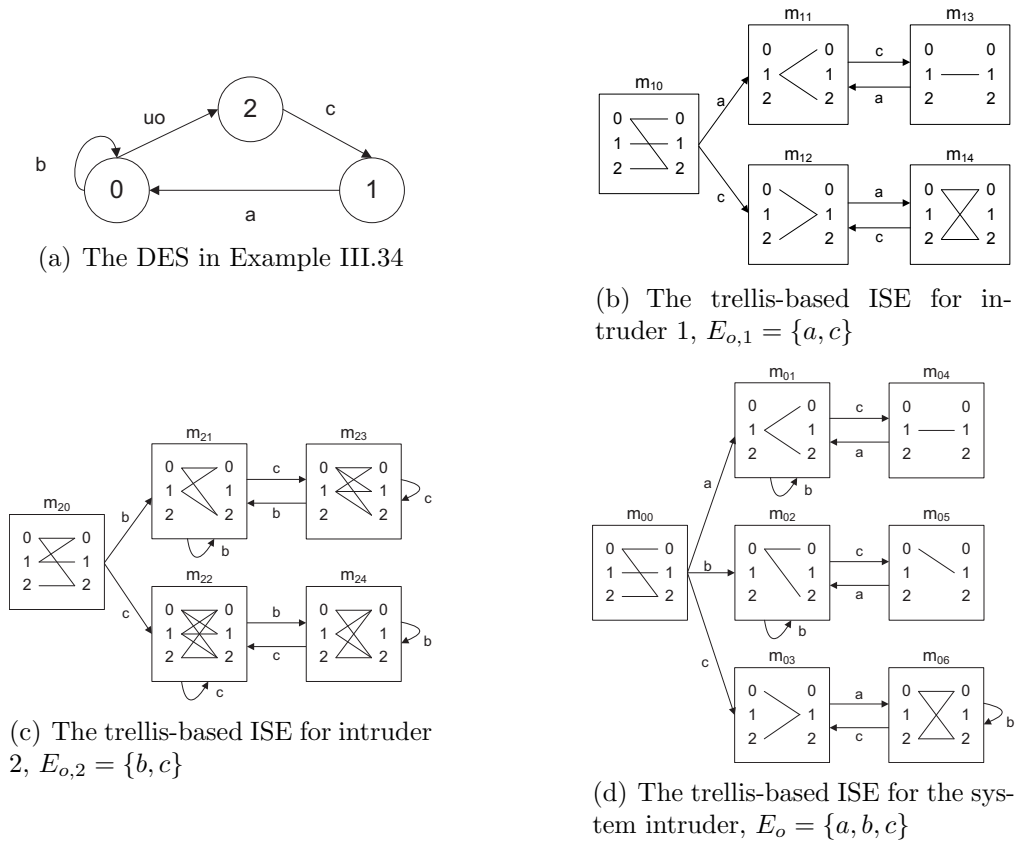 2
uo
c
b
0
1
a
(a) The DES in Example III.34
m10
0 0
1 1
2 2
a
c
m11
0 0
1 1
2 2
c
a
m13
0 0
1 1
2 2
m12
0 0
1 1
2 2
a
c
m14
0 0
1 1
2 2
(b) The trellis-based ISE for in-
truder 1, Eo,1 = {a, c}
m20
0 0
1 1
2 2
b
c
m21
0 0
1 1
2 2
b
c
b
m23
0 0
1 1
2 2
c
m22
0 0
1 1
2 2
c
b
c
m24
0 0
1 1
2 2
b
(c) The trellis-based ISE for intruder
2, Eo,2 = {b, c}
m00
0 0
1 1
2 2
a
b
c
m01
0 0
1 1
2 2
b
c
a
m04
0 0
1 1
2 2
m02
0 0
1 1
2 2
b
c
a
m05
0 0
1 1
2 2
m03
0 0
1 1
2 2
a
c
m06
0 0
1 1
2 2
b
(d) The trellis-based ISE for the sys-
tem intruder, Eo = {a, b, c}